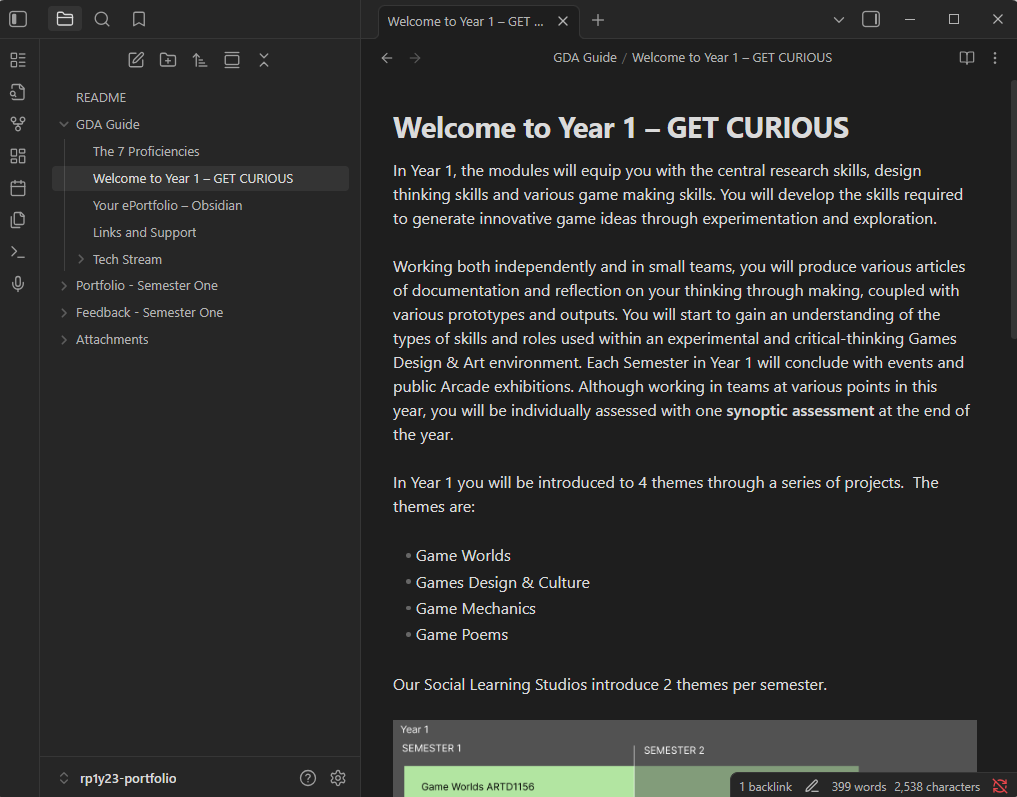 Welcome to Year 1 – GET ...
GDA Guide / Welcome to Year 1 – GET CURIOUS
README
GDA Guide
The 7 Proficiencies
Welcome to Year 1 – GET CURIOUS
Your ePortfolio – Obsidian
Links and Support
Tech Stream
Portfolio - Semester One
Feedback - Semester One
Attachments
rp1y23-portfolio
Welcome to Year 1 – GET CURIOUS
In Year 1, the modules will equip you with the central research skills, design
thinking skills and various game making skills. You will develop the skills required
to generate innovative game ideas through experimentation and exploration.
Working both independently and in small teams, you will produce various articles
of documentation and reflection on your thinking through making, coupled with
various prototypes and outputs. You will start to gain an understanding of the
types of skills and roles used within an experimental and critical-thinking Games
Design & Art environment. Each Semester in Year 1 will conclude with events and
public Arcade exhibitions. Although working in teams at various points in this
year, you will be individually assessed with one synoptic assessment at the end of
the year.
In Year 1 you will be introduced to 4 themes through a series of projects.  The
themes are:
• Game Worlds
• Games Design & Culture
• Game Mechanics
• Game Poems
Our Social Learning Studios introduce 2 themes per semester.
Year 1
SEMESTER 1
SEMESTER 2
Game Worlds ARTD1156
1 backlink 399 words 2,538 characters